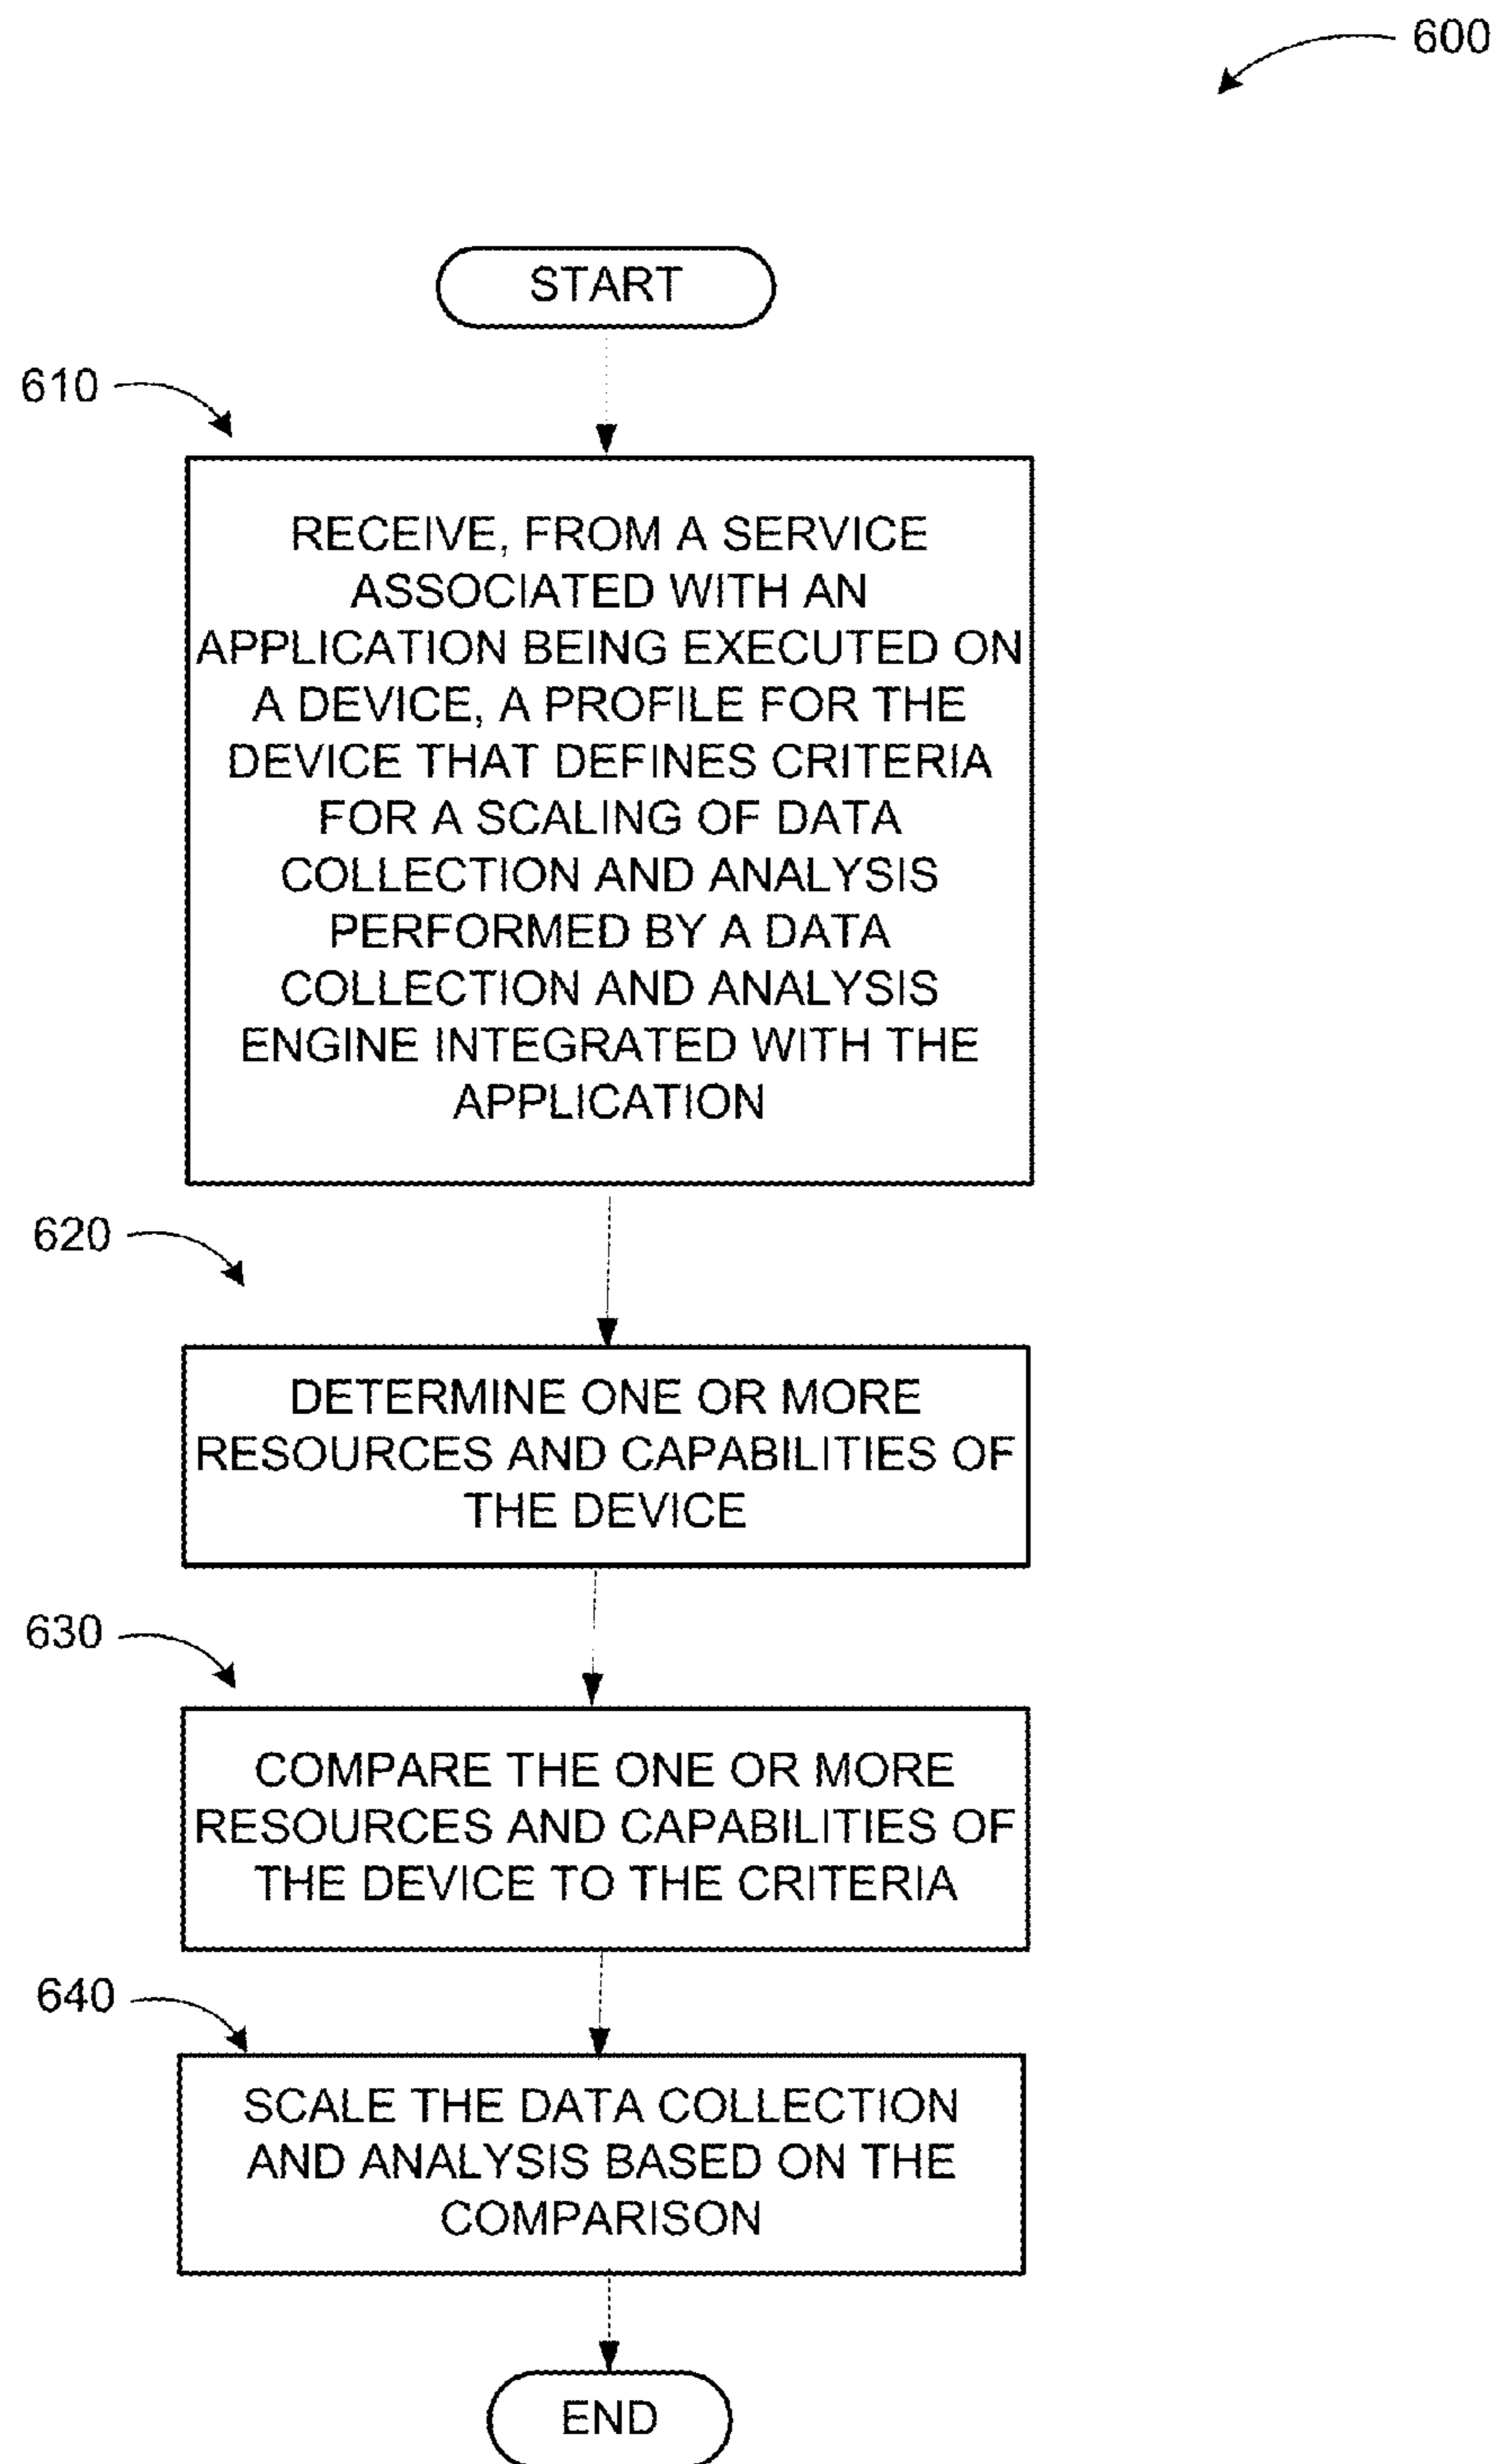 600
START
610
RECEIVE, FROM A SERVICE
ASSOCIATED WITH AN
APPLICATION BEING EXECUTED ON
A DEVICE, A PROFILE FOR THE
DEVICE THAT DEFINES CRITERIA
FOR A SCALING OF DATA
COLLECTION AND ANALYSIS
PERFORMED BY A DATA
COLLECTION AND ANALYSIS
ENGINE INTEGRATED WITH THE
APPLICATION
620
DETERMINE ONE OR MORE
RESOURCES AND CAPABILITIES OF
THE DEVICE
630
COMPARE THE ONE OR MORE
RESOURCES AND CAPABILITIES OF
THE DEVICE TO THE CRITERIA
640
SCALE THE DATA COLLECTION
AND ANALYSIS BASED ON THE
COMPARISON
END